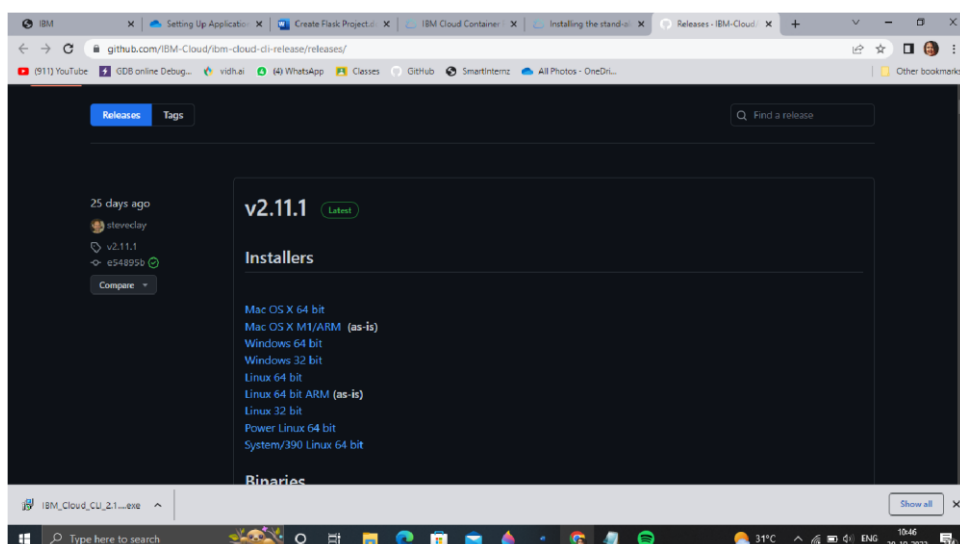 IBM
Setting Up Application
Create Flask Project.d
IBM Cloud Container
Installing the stand-al
Releases · IBM-Cloud/
github.com/IBM-Cloud/ibm-cloud-cli-release/releases/
(911) YouTube
GDB online Debug...
vidh.ai
(4) WhatsApp
Classes
GitHub
SmartInternz
All Photos - OneDri...
Other bookmarks
Releases
Tags
Find a release
25 days ago
steveclay
v2.11.1
e54895b
Compare
v2.11.1
Latest
Installers
Mac OS X 64 bit
Mac OS X M1/ARM (as-is)
Windows 64 bit
Windows 32 bit
Linux 64 bit
Linux 64 bit ARM (as-is)
Linux 32 bit
Power Linux 64 bit
System/390 Linux 64 bit
Binaries
IBM_Cloud_CLI_2.1....exe
Show all
Type here to search
31°C
ENG
10:46